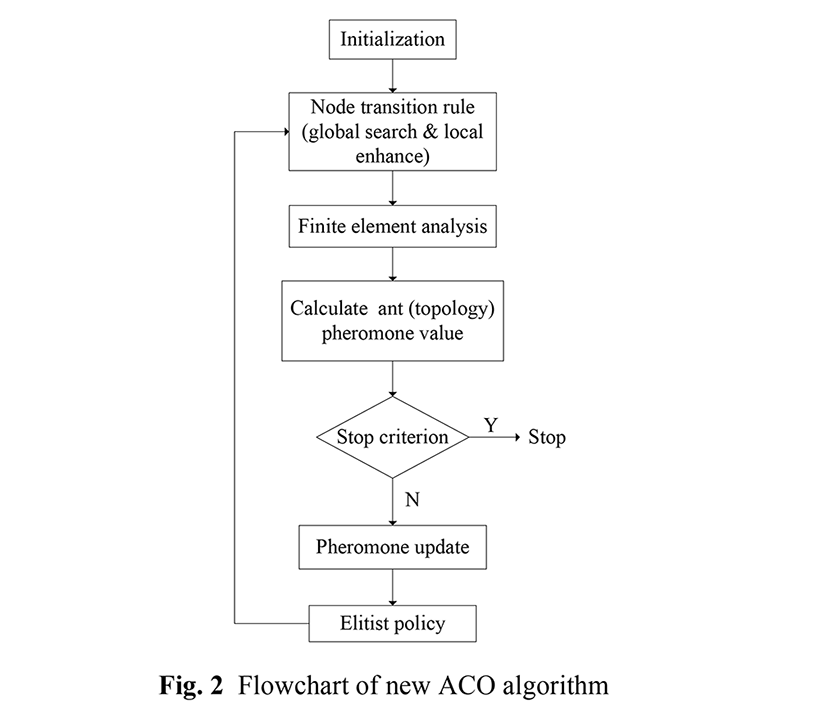 Initialization
Node transition rule
(global search & local
enhance)
Finite element analysis
Calculate ant (topology)
pheromone value
Stop criterion
Y
Stop
N
Pheromone update
Elitist policy
Fig. 2 Flowchart of new ACO algorithm